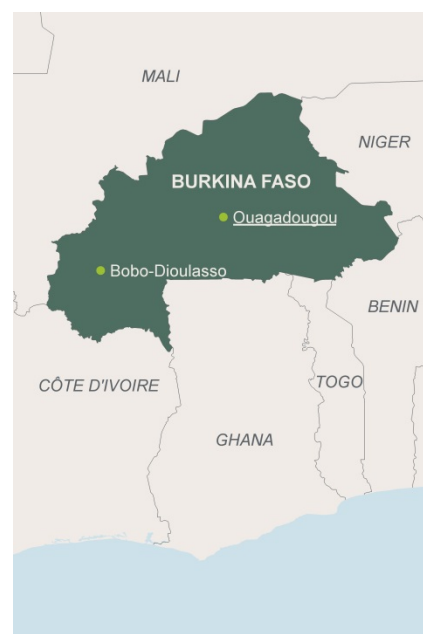 MALI
NIGER
BURKINA FASO
Ouagadougou
Bobo-Dioulasso
BENIN
CÔTE D'IVOIRE
TOGO
GHANA